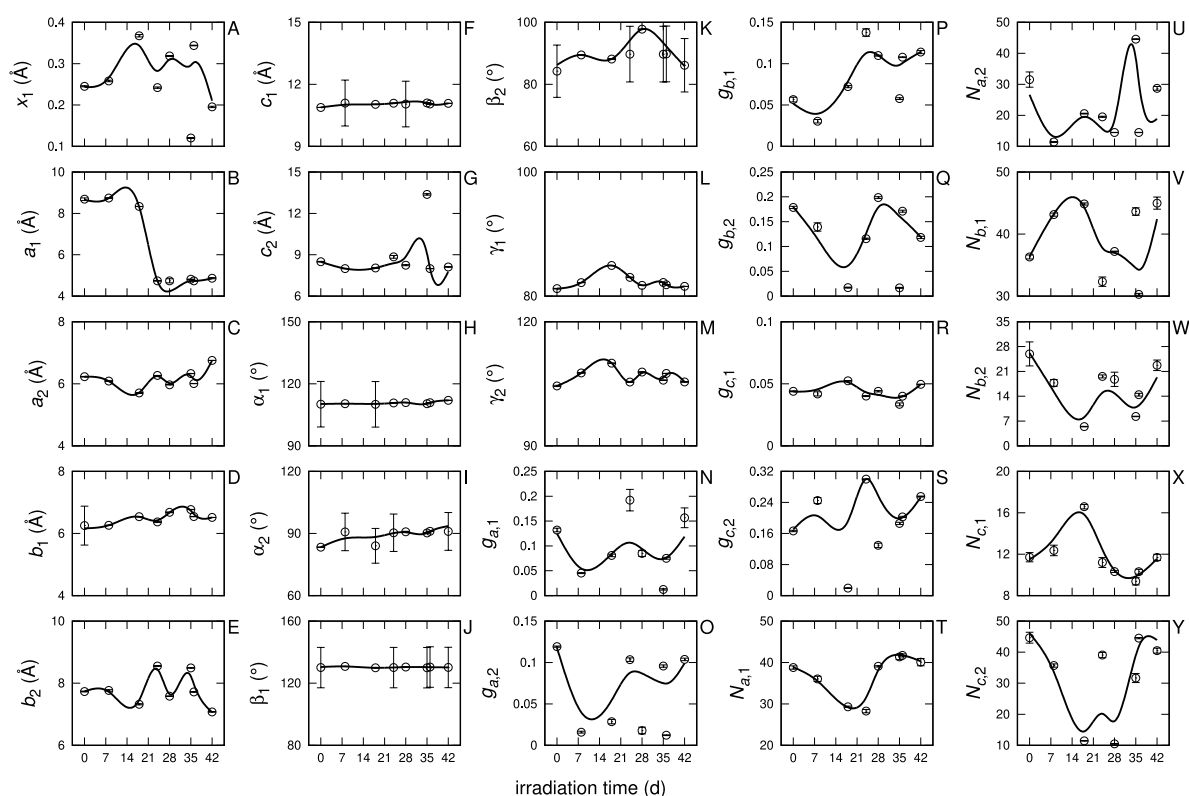 0.4
0.3
0.2
0.1
x1 (Å)
A
15
13
11
9
c1 (Å)
F
100
90
80
70
60
β2 (°)
K
0.15
0.1
0.05
0
gb,1
P
50
40
30
20
10
Na,2
U
10
8
6
4
a1 (Å)
B
15
12
9
6
c2 (Å)
G
100
90
80
γ1 (°)
L
0.25
0.2
0.15
0.1
0.05
0
gb,2
Q
50
40
30
Nb,1
V
8
6
4
a2 (Å)
C
150
130
110
90
α1 (°)
H
120
110
100
90
γ2 (°)
M
0.1
0.05
0
gc,1
R
35
28
21
14
7
0
Nb,2
W
8
6
4
b1 (Å)
D
120
90
60
α2 (°)
I
0.25
0.2
0.15
0.1
0.05
0
ga,1
N
0.32
0.24
0.16
0.08
0
gc,2
S
20
16
12
8
Nc,1
X
10
8
6
b2 (Å)
E
160
130
100
80
β1 (°)
J
0.15
0.1
0.05
0
ga,2
O
50
40
30
20
Na,1
T
50
40
30
20
10
Nc,2
Y
0 7 14 21 28 35 42
0 7 14 21 28 35 42
0 7 14 21 28 35 42
0 7 14 21 28 35 42
0 7 14 21 28 35 42
irradiation time (d)